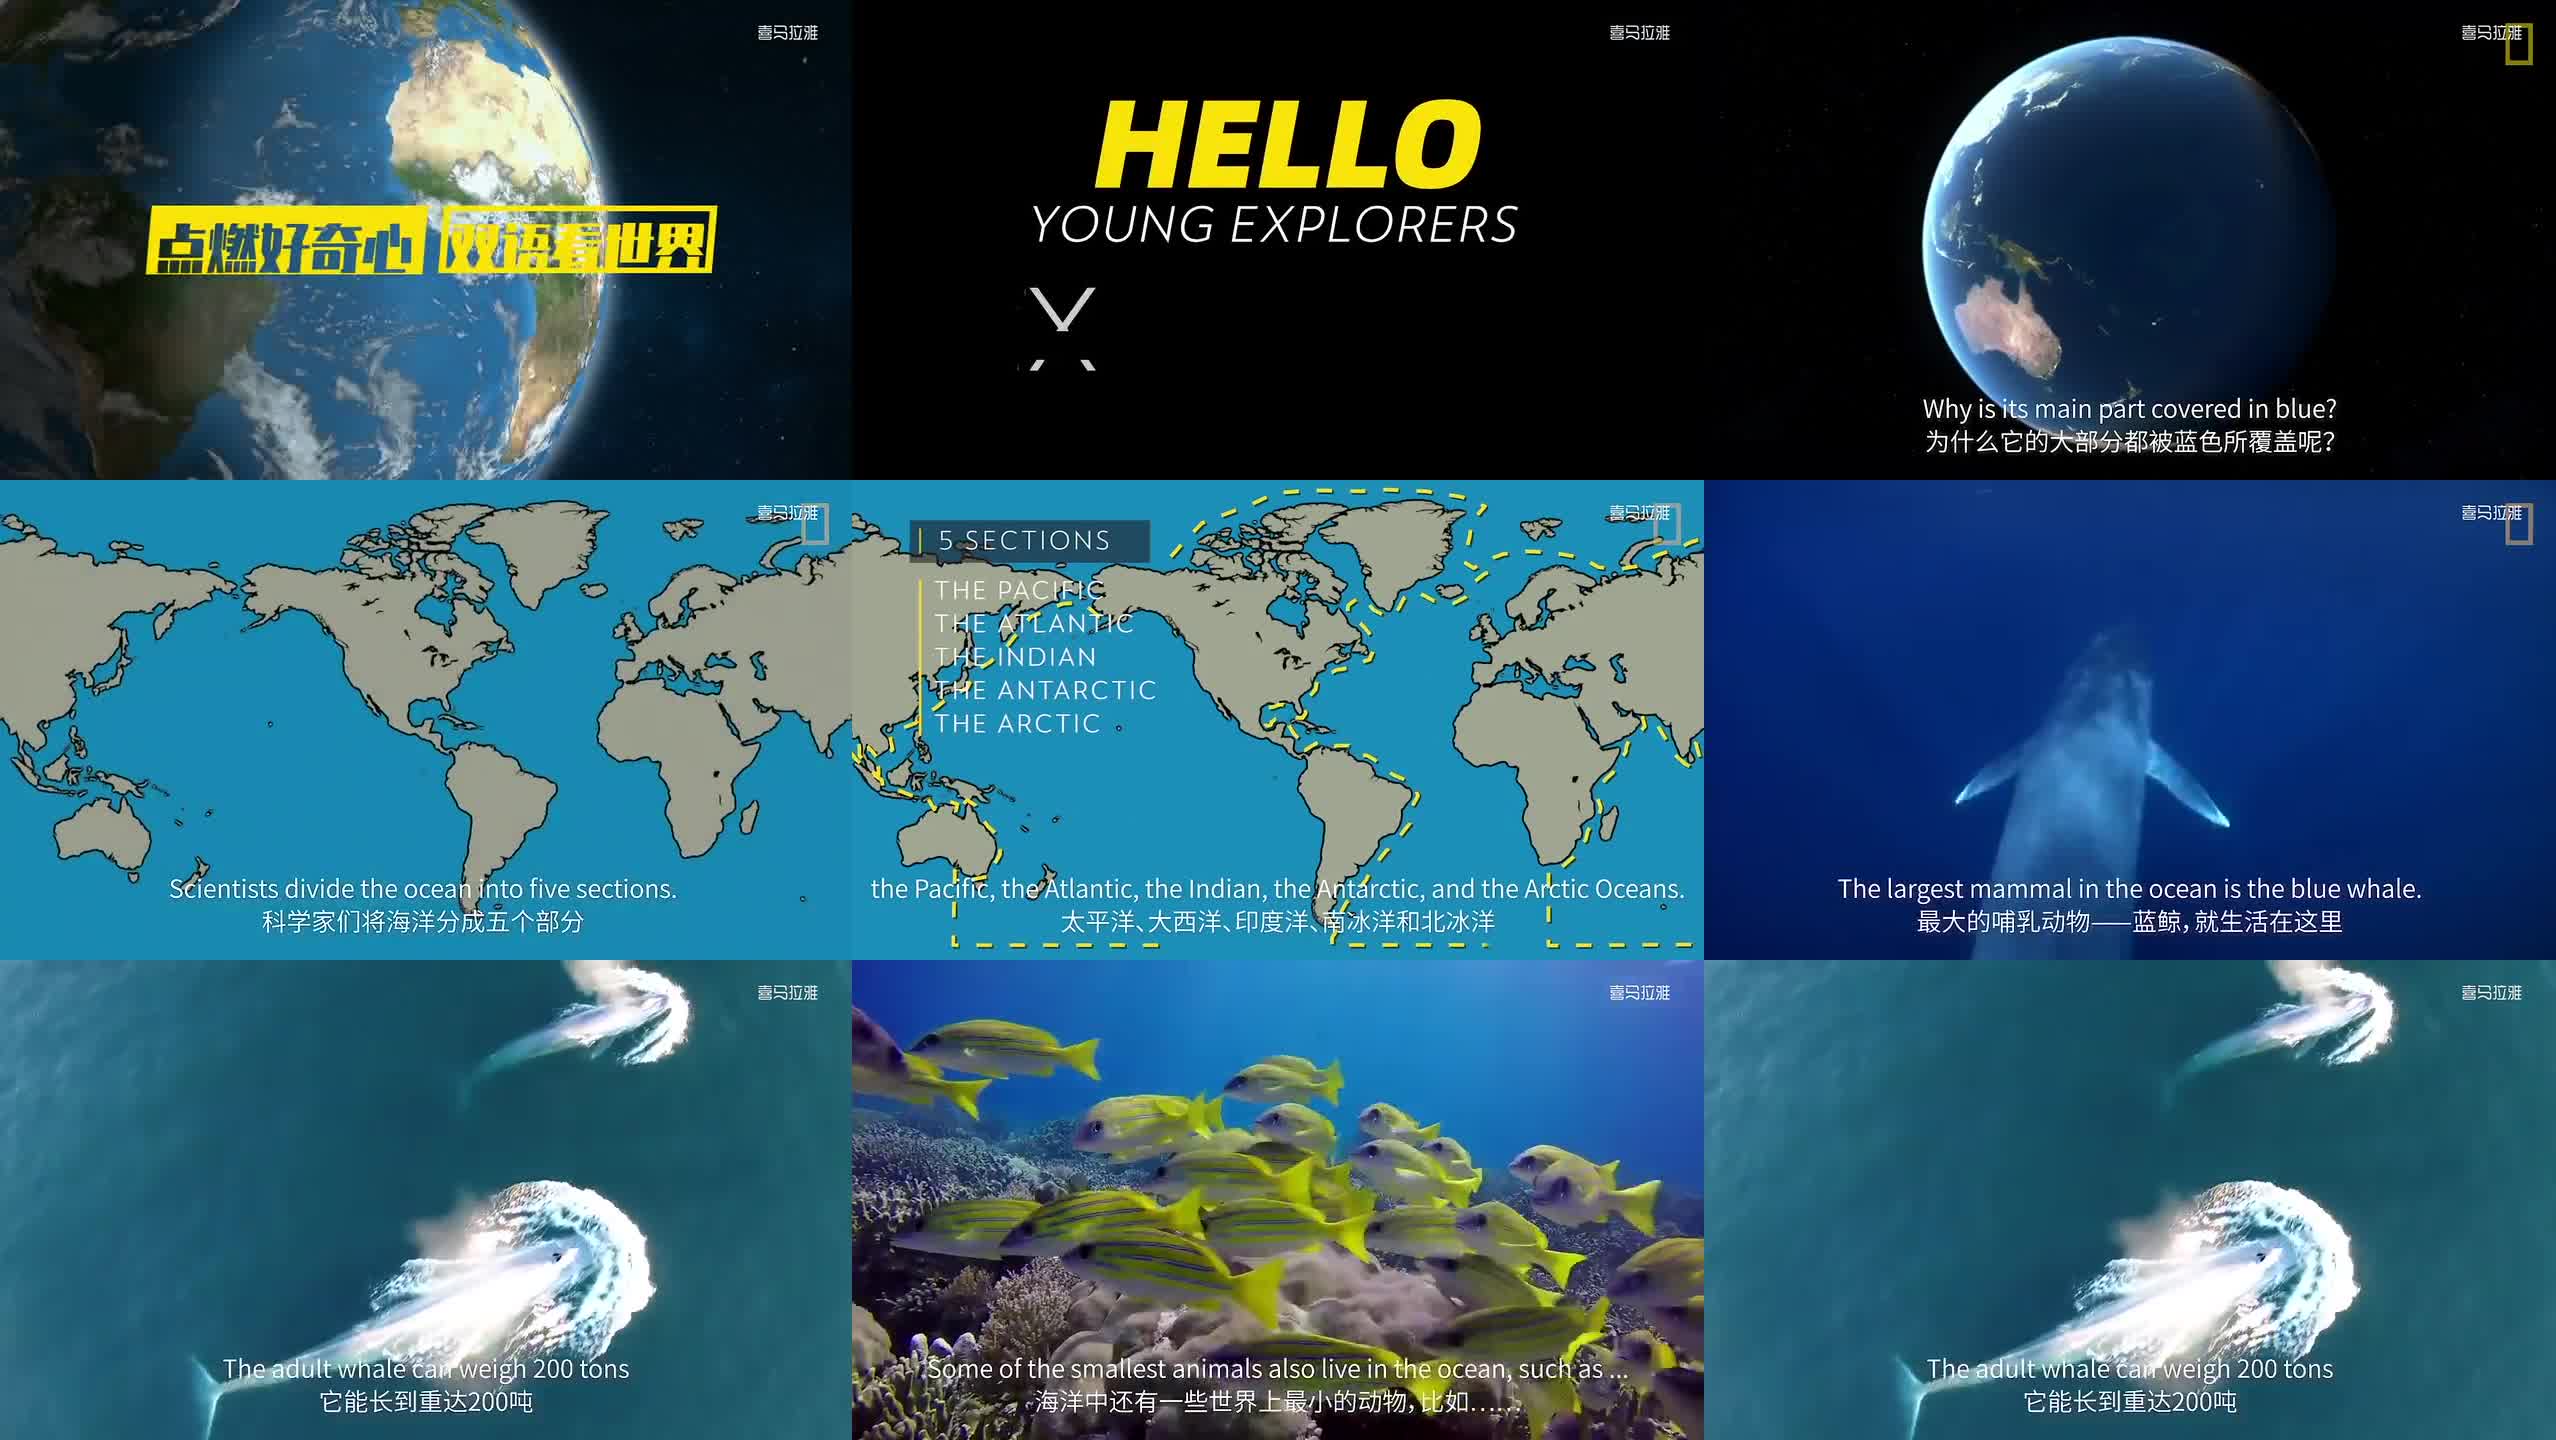 喜马拉雅
点燃好奇心 双语看世界
喜马拉雅
HELLO
YOUNG EXPLORERS
喜马拉雅
Why is its main part covered in blue?
为什么它的大部分都被蓝色所覆盖呢？
喜马拉雅
Scientists divide the ocean into five sections.
科学家们将海洋分成五个部分
喜马拉雅
5 SECTIONS
THE PACIFIC
THE ATLANTIC
THE INDIAN
THE ANTARCTIC
THE ARCTIC
the Pacific, the Atlantic, the Indian, the Antarctic, and the Arctic Oceans.
太平洋、大西洋、印度洋、南冰洋和北冰洋
喜马拉雅
The largest mammal in the ocean is the blue whale.
最大的哺乳动物——蓝鲸，就生活在这里
喜马拉雅
The adult whale can weigh 200 tons
它能长到重达200吨
喜马拉雅
Some of the smallest animals also live in the ocean, such as ...
海洋中还有一些世界上最小的动物，比如……
喜马拉雅
The adult whale can weigh 200 tons
它能长到重达200吨